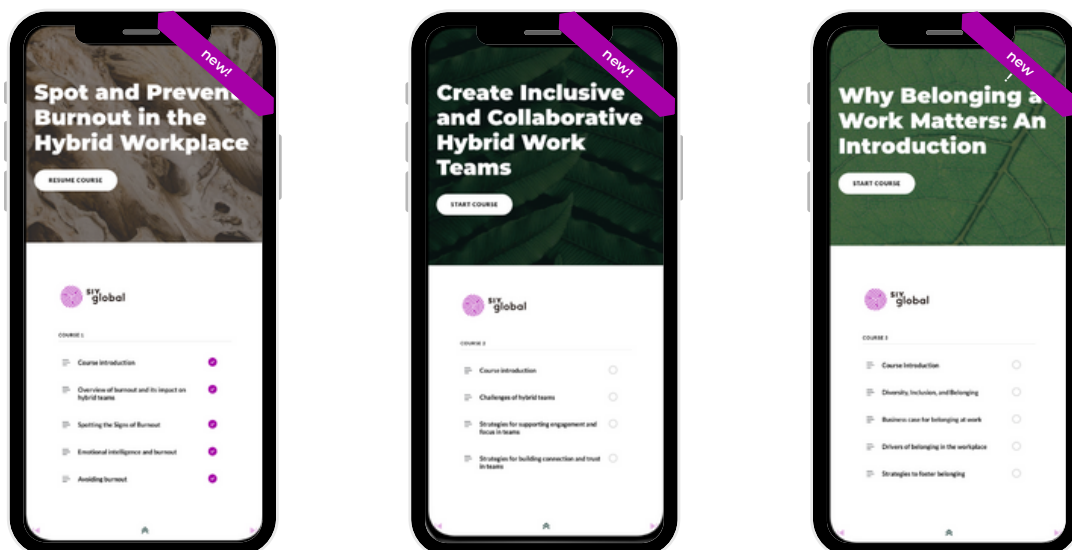 new!
Spot and Prevent
Burnout in the
Hybrid Workplace
RESUME COURSE
SIY
global
COURSE 1
Course introduction
Overview of burnout and its impact on
hybrid teams
Spotting the Signs of Burnout
Emotional intelligence and burnout
Avoiding burnout
new!
Create Inclusive
and Collaborative
Hybrid Work
Teams
START COURSE
SIY
global
COURSE 2
Course introduction
Challenges of hybrid teams
Strategies for supporting engagement and
focus in teams
Strategies for building connection and trust
in teams
new
!
Why Belonging a
Work Matters: An
Introduction
START COURSE
SIY
global
COURSE 3
Course Introduction
Diversity, Inclusion, and Belonging
Business case for belonging at work
Drivers of belonging in the workplace
Strategies to foster belonging